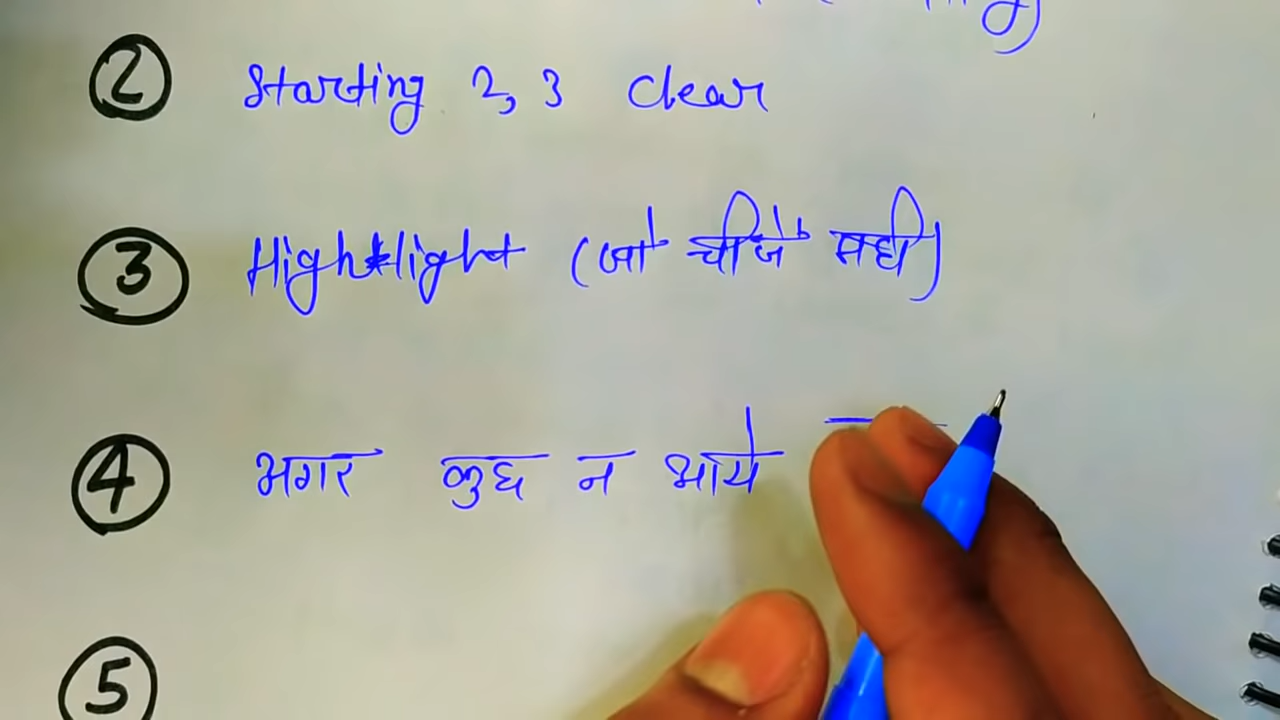 ② Starting 2, 3 clear
③ Highlight (जो चीजे सही)
④ अगर कुछ न आये
⑤